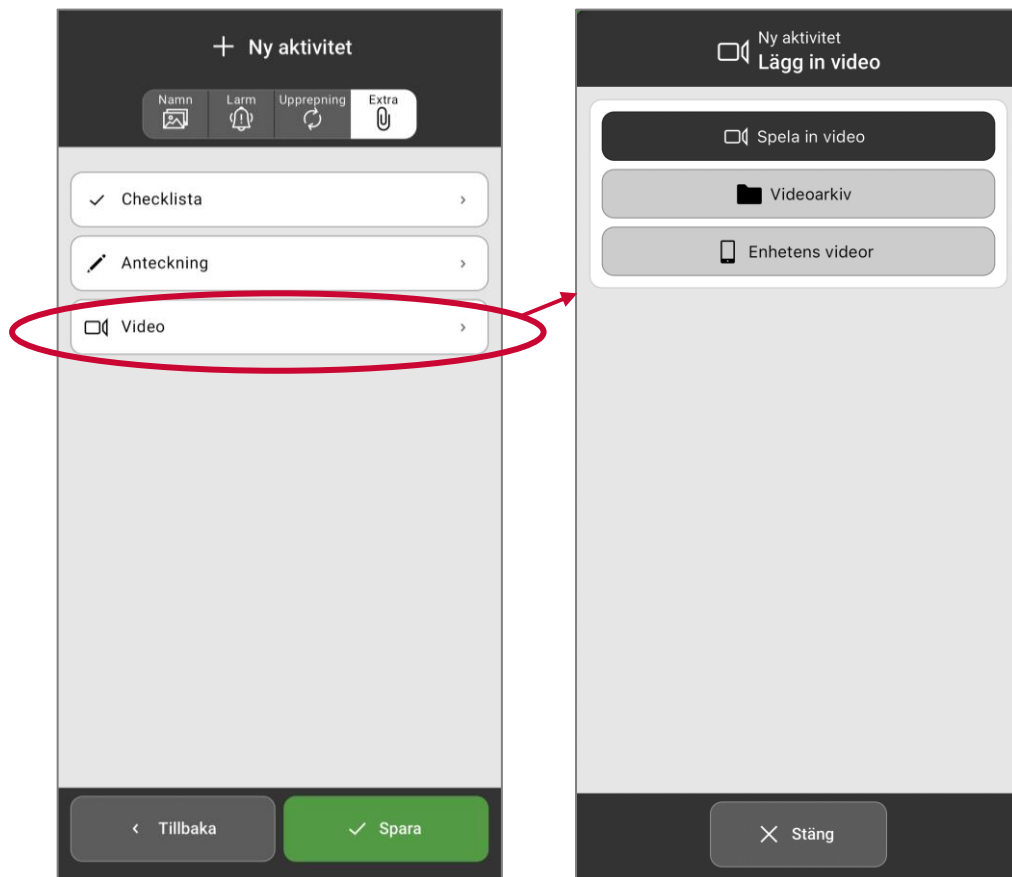 Ny aktivitet
Namn Larm Upprepning Extra
Checklista
Anteckning
Video
Tillbaka
Spara
Ny aktivitet
Lägg in video
Spela in video
Videoarkiv
Enhetens videor
Stäng